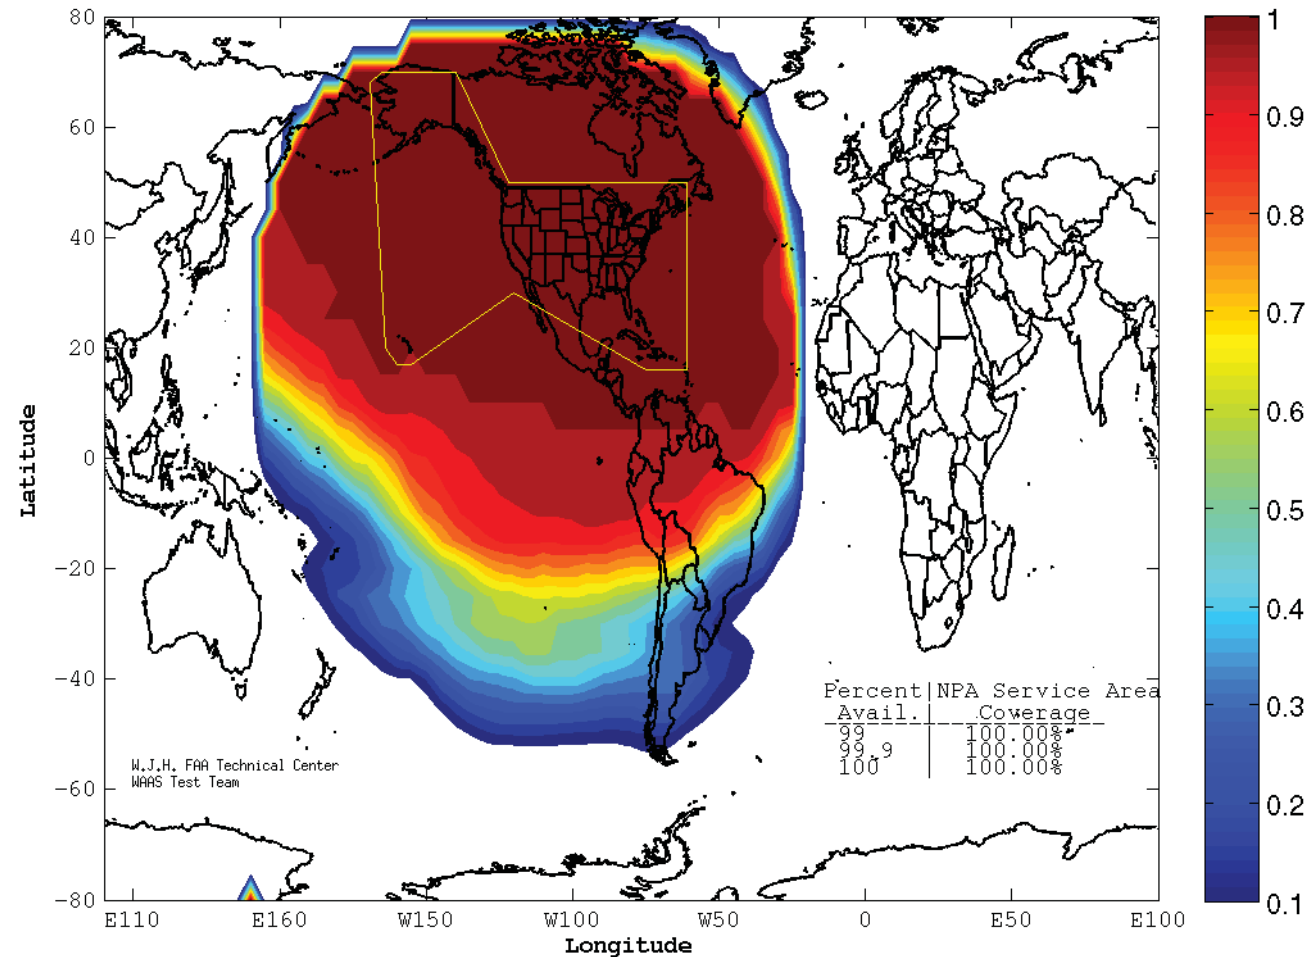 80
60
40
20
0
-20
-40
-60
-80
Latitude
E110
E160
W150
W100
W50
0
E50
E100
Longitude
W.J.H. FAA Technical Center
WAAS Test Team
Percent|NPA Service Area
Avail.| Coverage
99 | 100.00%
99.9 | 100.00%
100 | 100.00%
1
0.9
0.8
0.7
0.6
0.5
0.4
0.3
0.2
0.1